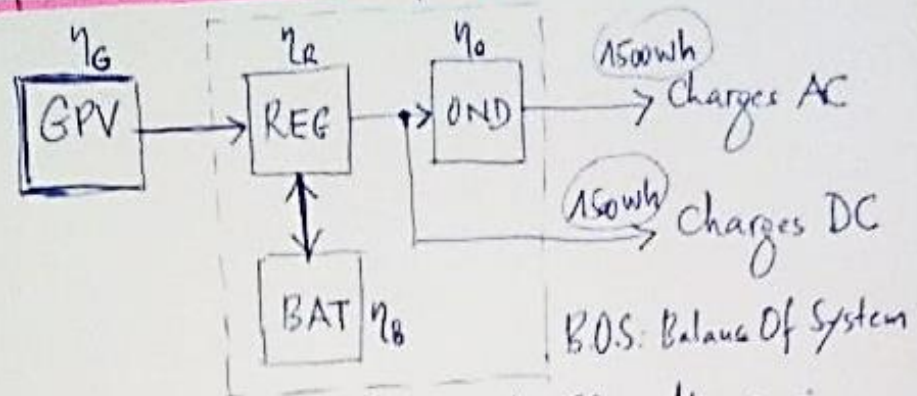 ηG ηR ηo
GPV REG OND
1500wh
Charges AC
150wh
Charges DC
BAT ηB
B.O.S: Balance Of System